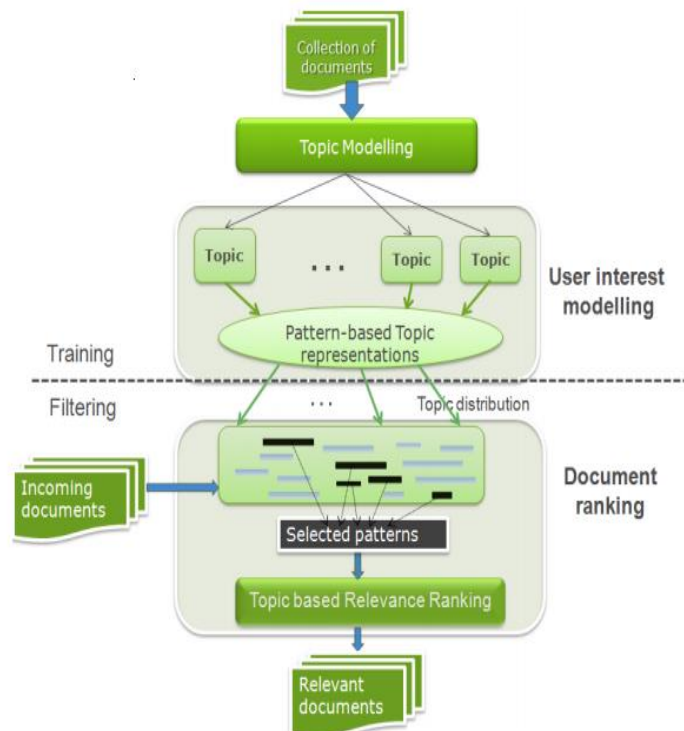 Collection of
documents
Topic Modelling
Topic
...
Topic
Topic
User interest
modelling
Pattern-based Topic
representations
Training
Filtering
...
Topic distribution
Incoming
documents
Document
ranking
Selected patterns
Topic based Relevance Ranking
Relevant
documents